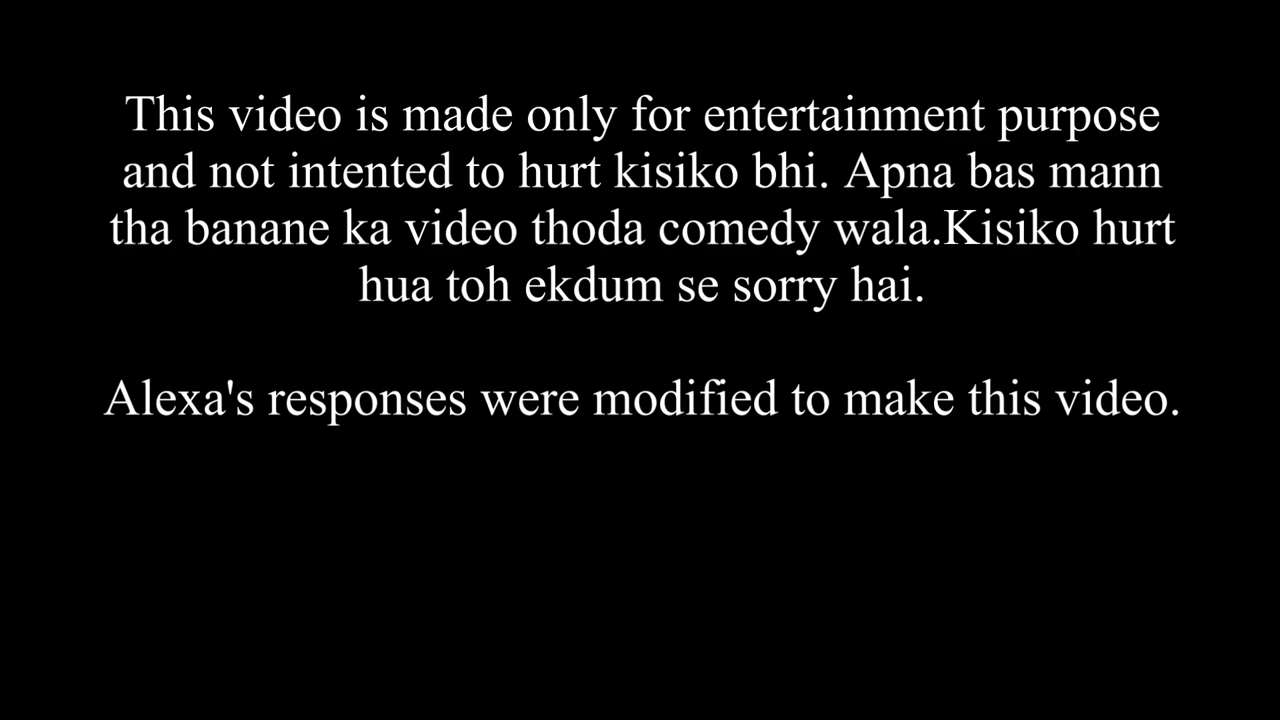 This video is made only for entertainment purpose
and not intented to hurt kisiko bhi. Apna bas mann
tha banane ka video thoda comedy wala.Kisiko hurt
hua toh ekdum se sorry hai.
Alexa's responses were modified to make this video.